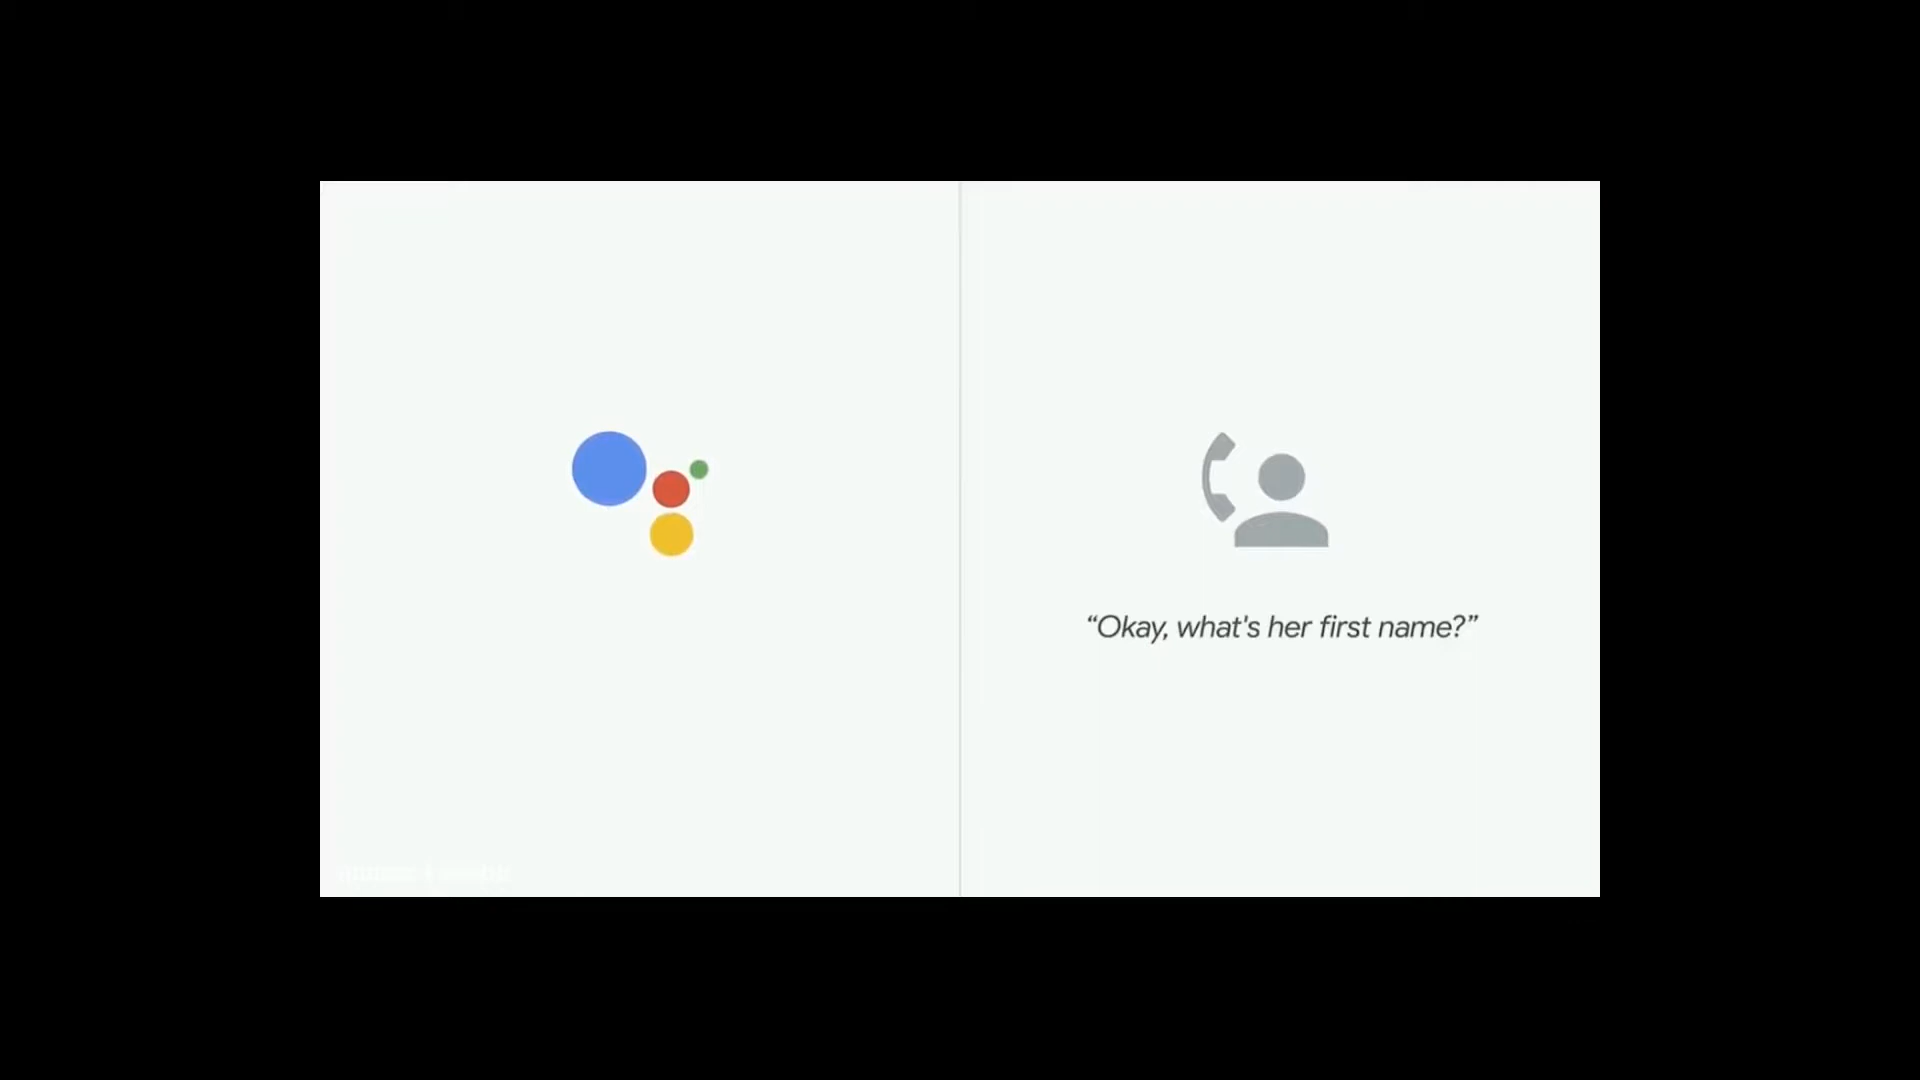 “Okay, what's her first name?”